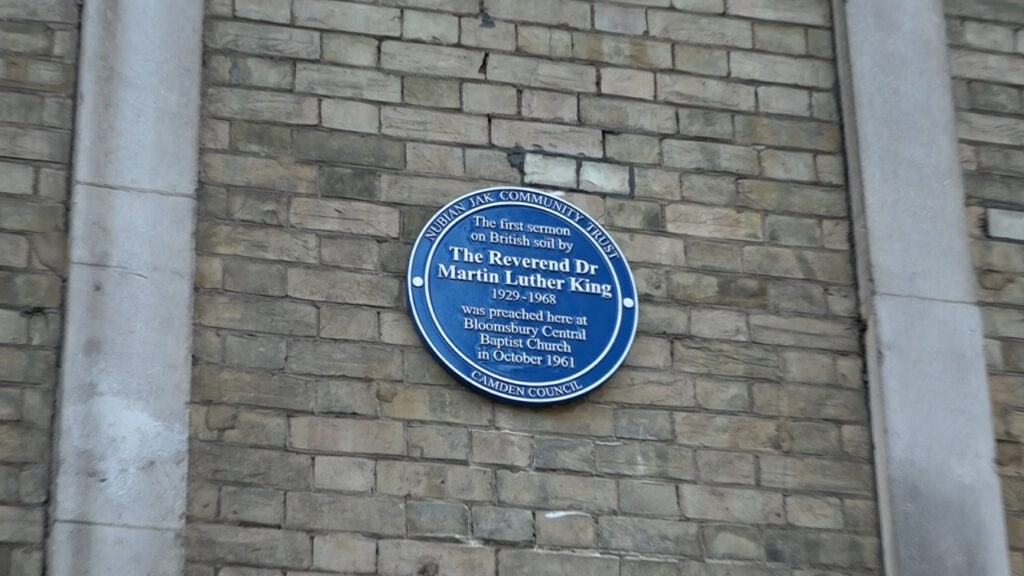 NUBIAN JAK COMMUNITY TRUST
The first sermon
on British soil by
The Reverend Dr
Martin Luther King
1929-1968
was preached here at
Bloomsbury Central
Baptist Church
in October 1961
CAMDEN COUNCIL